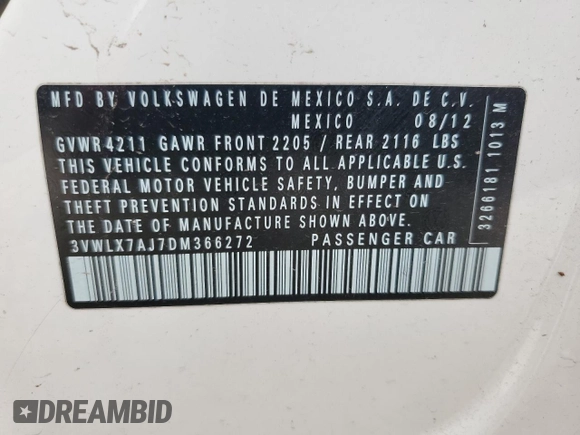 MFD BY VOLKSWAGEN DE MEXICO S.A. DE C.V.
MEXICO 08/12
GVWR 4211 GAWR FRONT 2205 / REAR 2116 LBS
THIS VEHICLE CONFORMS TO ALL APPLICABLE U.S.
FEDERAL MOTOR VEHICLE SAFETY, BUMPER AND
THEFT PREVENTION STANDARDS IN EFFECT ON
THE DATE OF MANUFACTURE SHOWN ABOVE.
3VWLX7AJ7DM366272 PASSENGER CAR
32661811013 M
DREAMBID